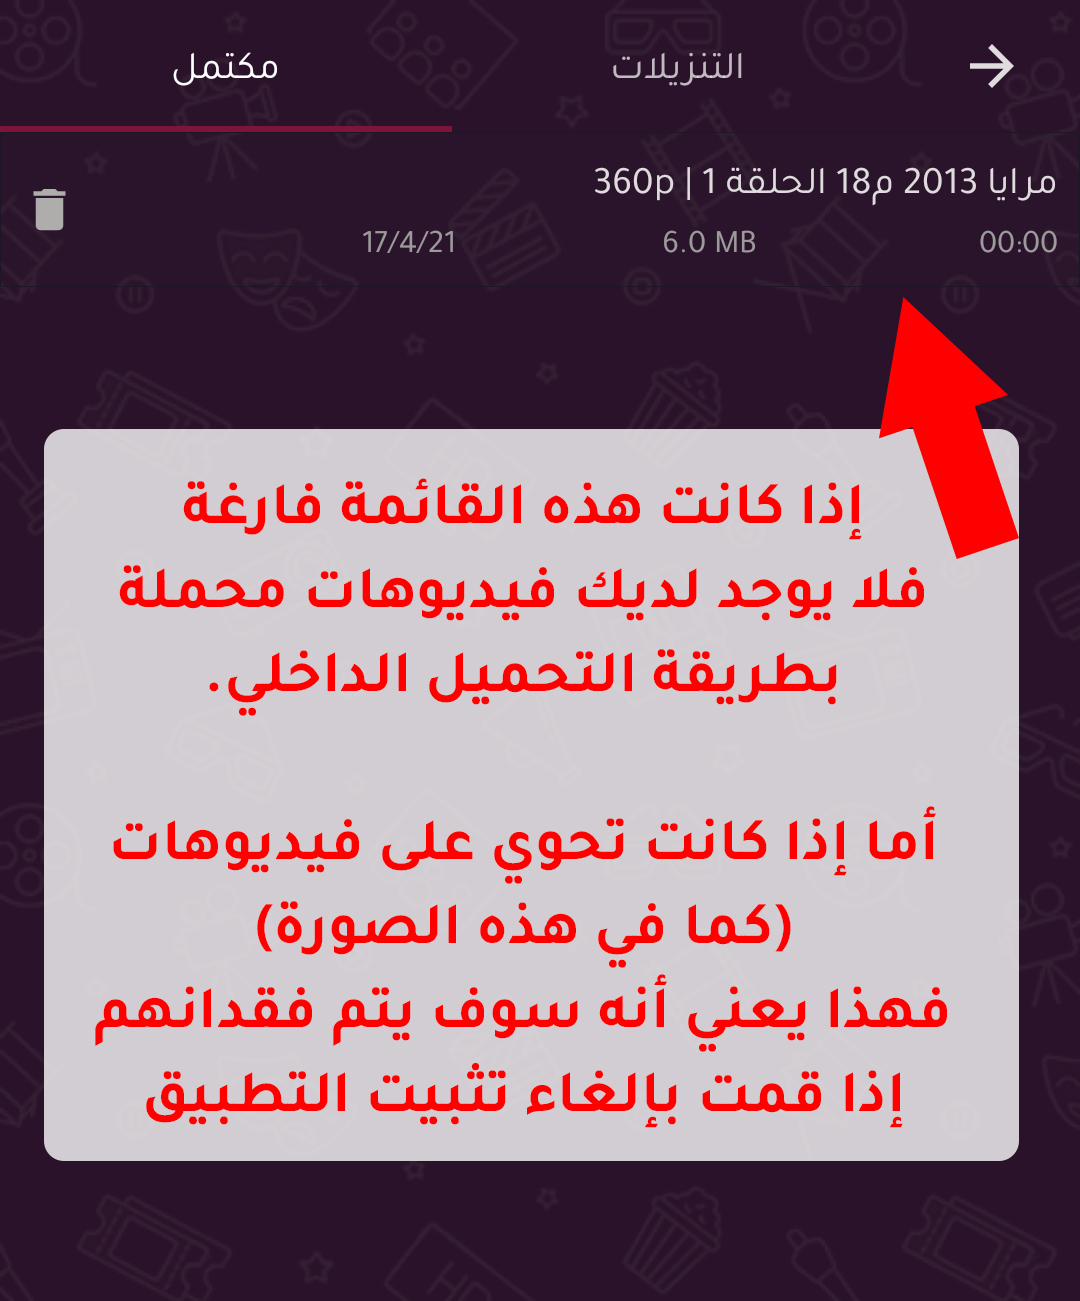 التنزيلات
مكتمل
مرايا 2013 م18 الحلقة 1 | 360p
00:00
6.0 MB
17/4/21
إذا كانت هذه القائمة فارغة
فلا يوجد لديك فيديوهات محملة
بطريقة التحميل الداخلي.
أما إذا كانت تحوي على فيديوهات
(كما في هذه الصورة)
فهذا يعني أنه سوف يتم فقدانهم
إذا قمت بإلغاء تثبيت التطبيق